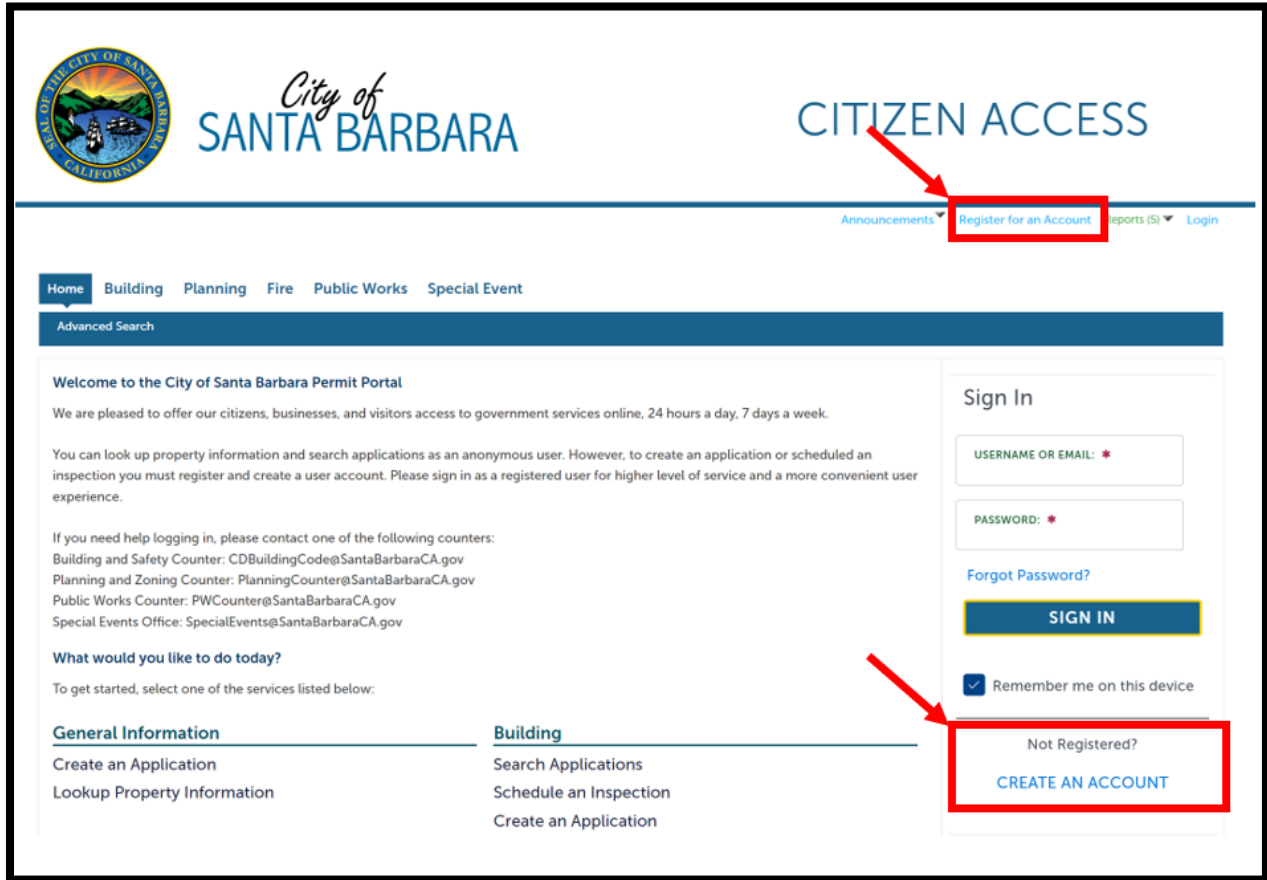 SEAL OF THE CITY OF SANTA BARBARA
CALIFORNIA
City of
SANTA BARBARA
CITIZEN ACCESS
Announcements Register for an Account Reports (5) Login
Home Building Planning Fire Public Works Special Event
Advanced Search
Welcome to the City of Santa Barbara Permit Portal
We are pleased to offer our citizens, businesses, and visitors access to government services online, 24 hours a day, 7 days a week.
You can look up property information and search applications as an anonymous user. However, to create an application or scheduled an
inspection you must register and create a user account. Please sign in as a registered user for higher level of service and a more convenient user
experience.
If you need help logging in, please contact one of the following counters:
Building and Safety Counter: CDBuildingCode@SantaBarbaraCA.gov
Planning and Zoning Counter: PlanningCounter@SantaBarbaraCA.gov
Public Works Counter: PWCounter@SantaBarbaraCA.gov
Special Events Office: SpecialEvents@SantaBarbaraCA.gov
What would you like to do today?
To get started, select one of the services listed below:
General Information
Create an Application
Lookup Property Information
Building
Search Applications
Schedule an Inspection
Create an Application
Sign In
USERNAME OR EMAIL: *
PASSWORD: *
Forgot Password?
SIGN IN
Remember me on this device
Not Registered?
CREATE AN ACCOUNT